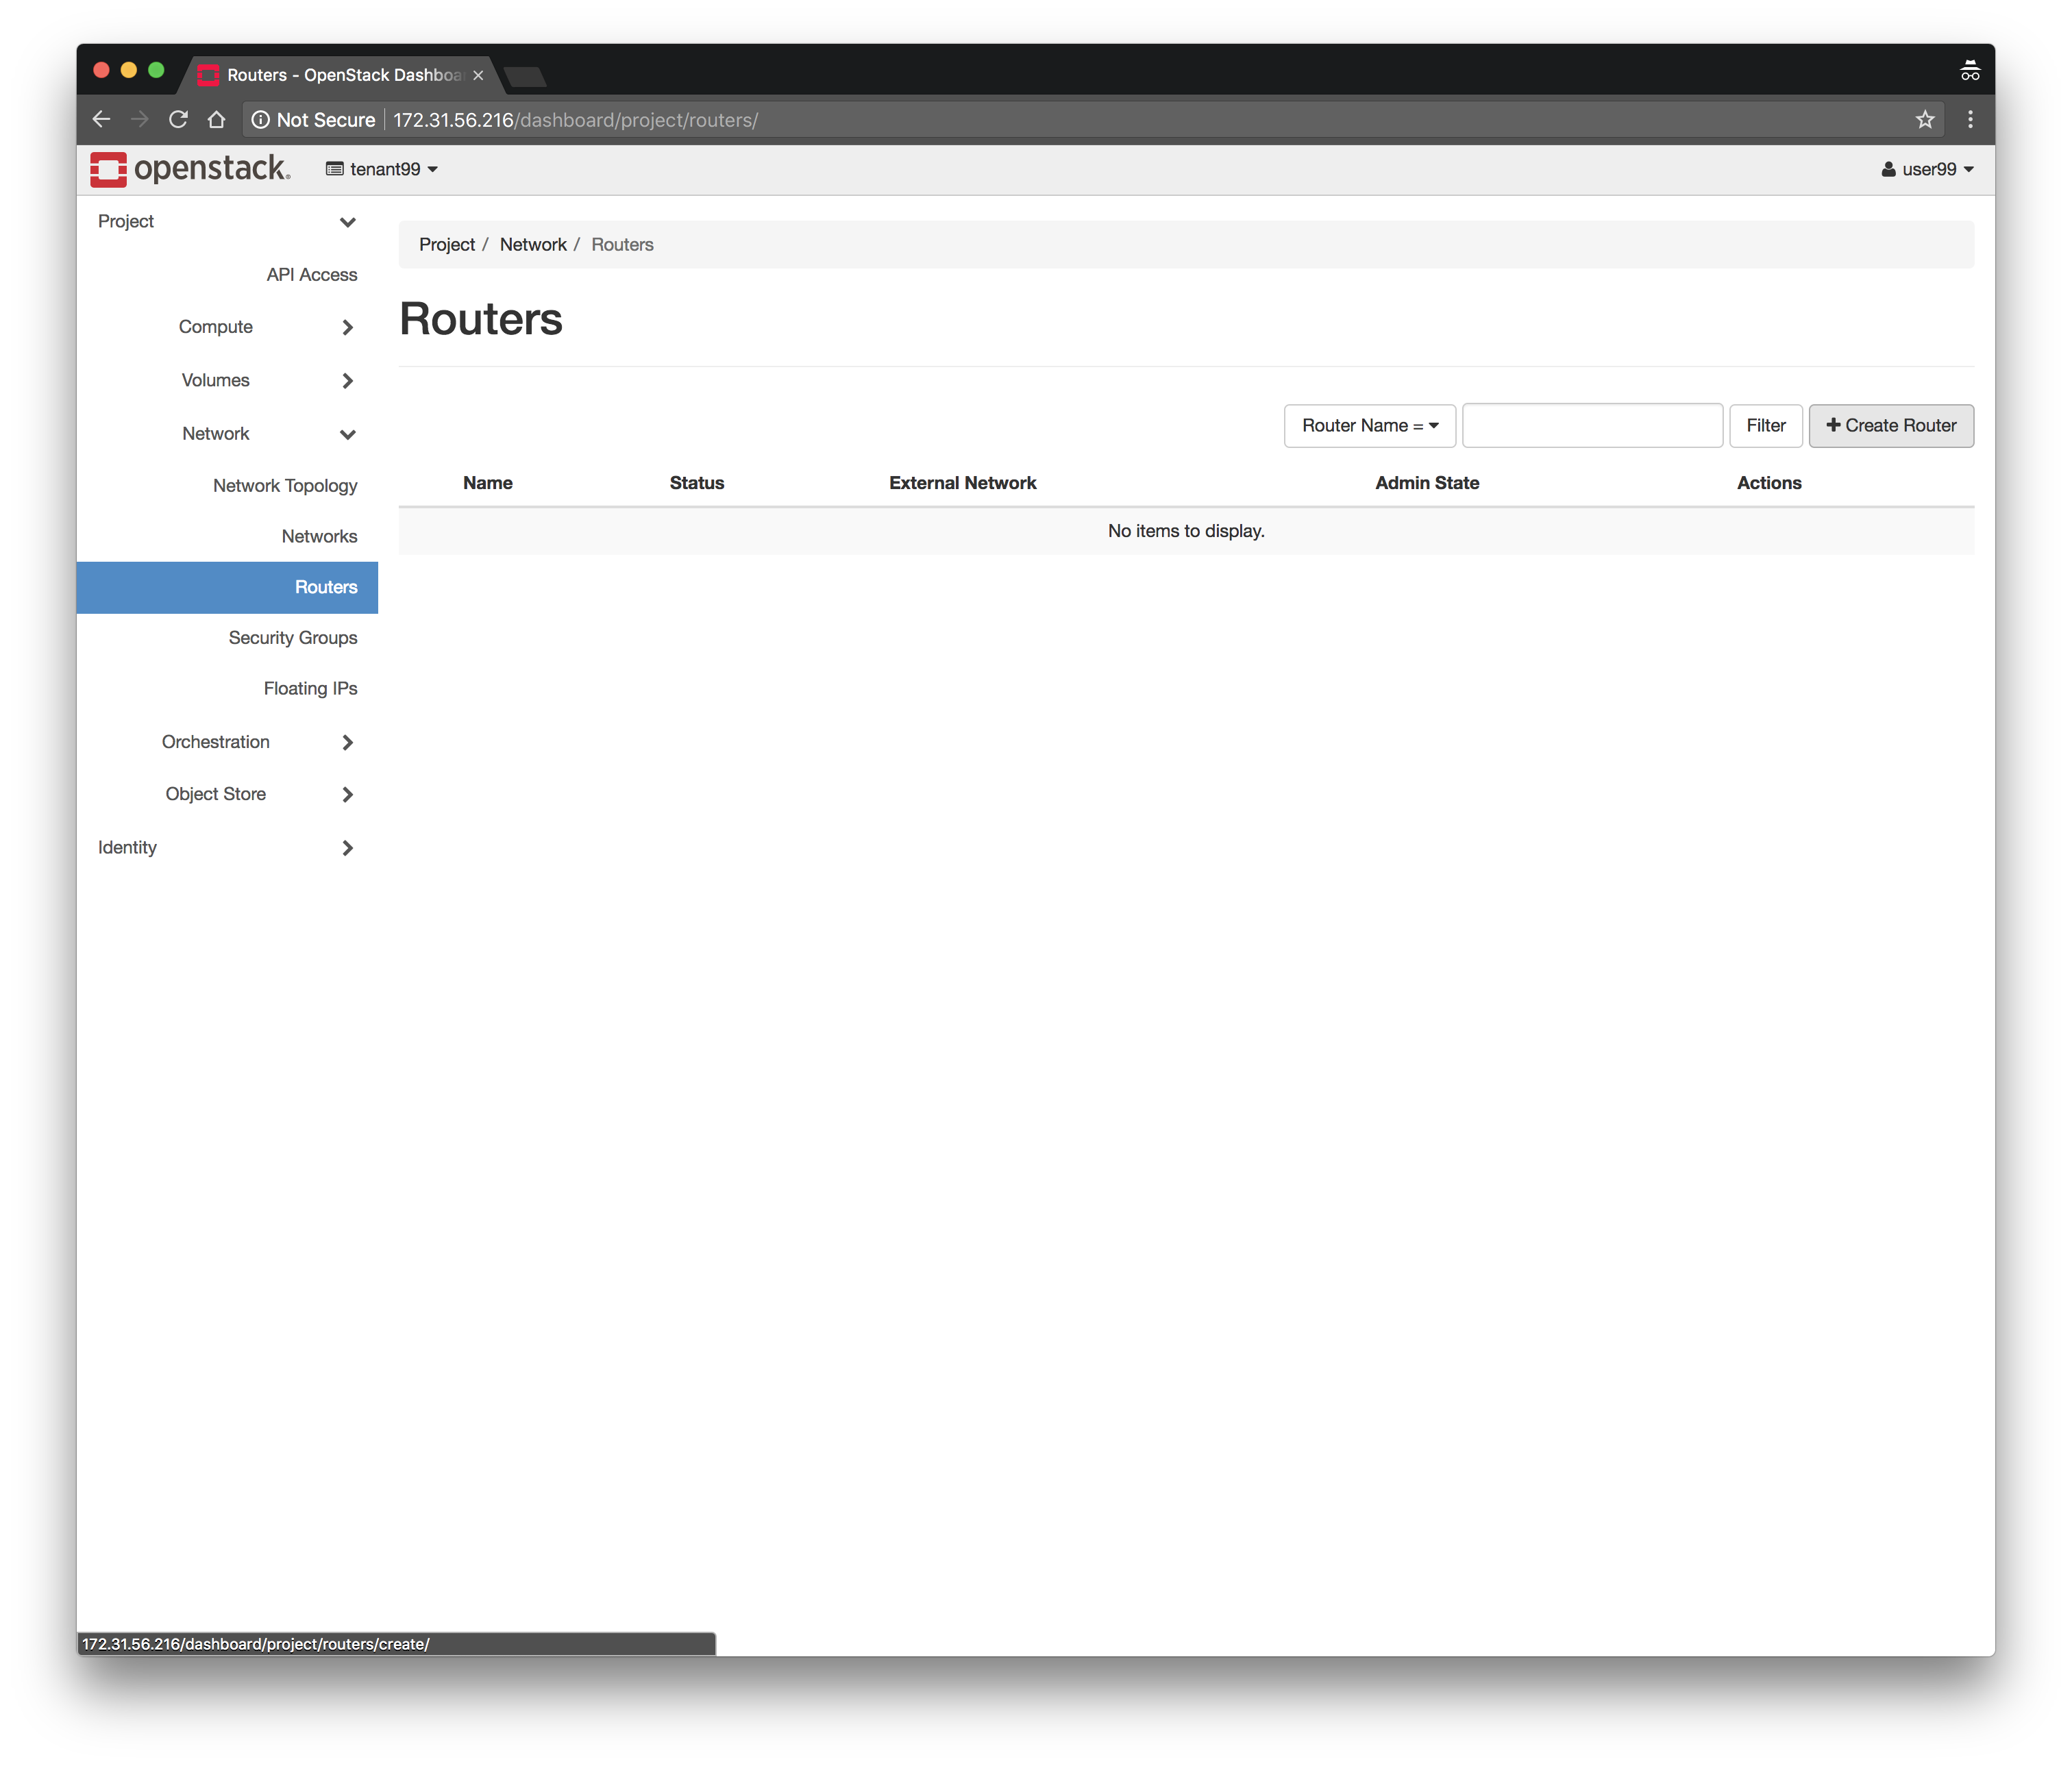 Routers - OpenStack Dashboa
Not Secure 172.31.56.216/dashboard/project/routers/
openstack. tenant99 user99
Project
API Access
Compute
Volumes
Network
Network Topology
Networks
Routers
Security Groups
Floating IPs
Orchestration
Object Store
Identity
Project / Network / Routers
Routers
Router Name = Filter + Create Router
Name Status External Network Admin State Actions
No items to display.
172.31.56.216/dashboard/project/routers/create/